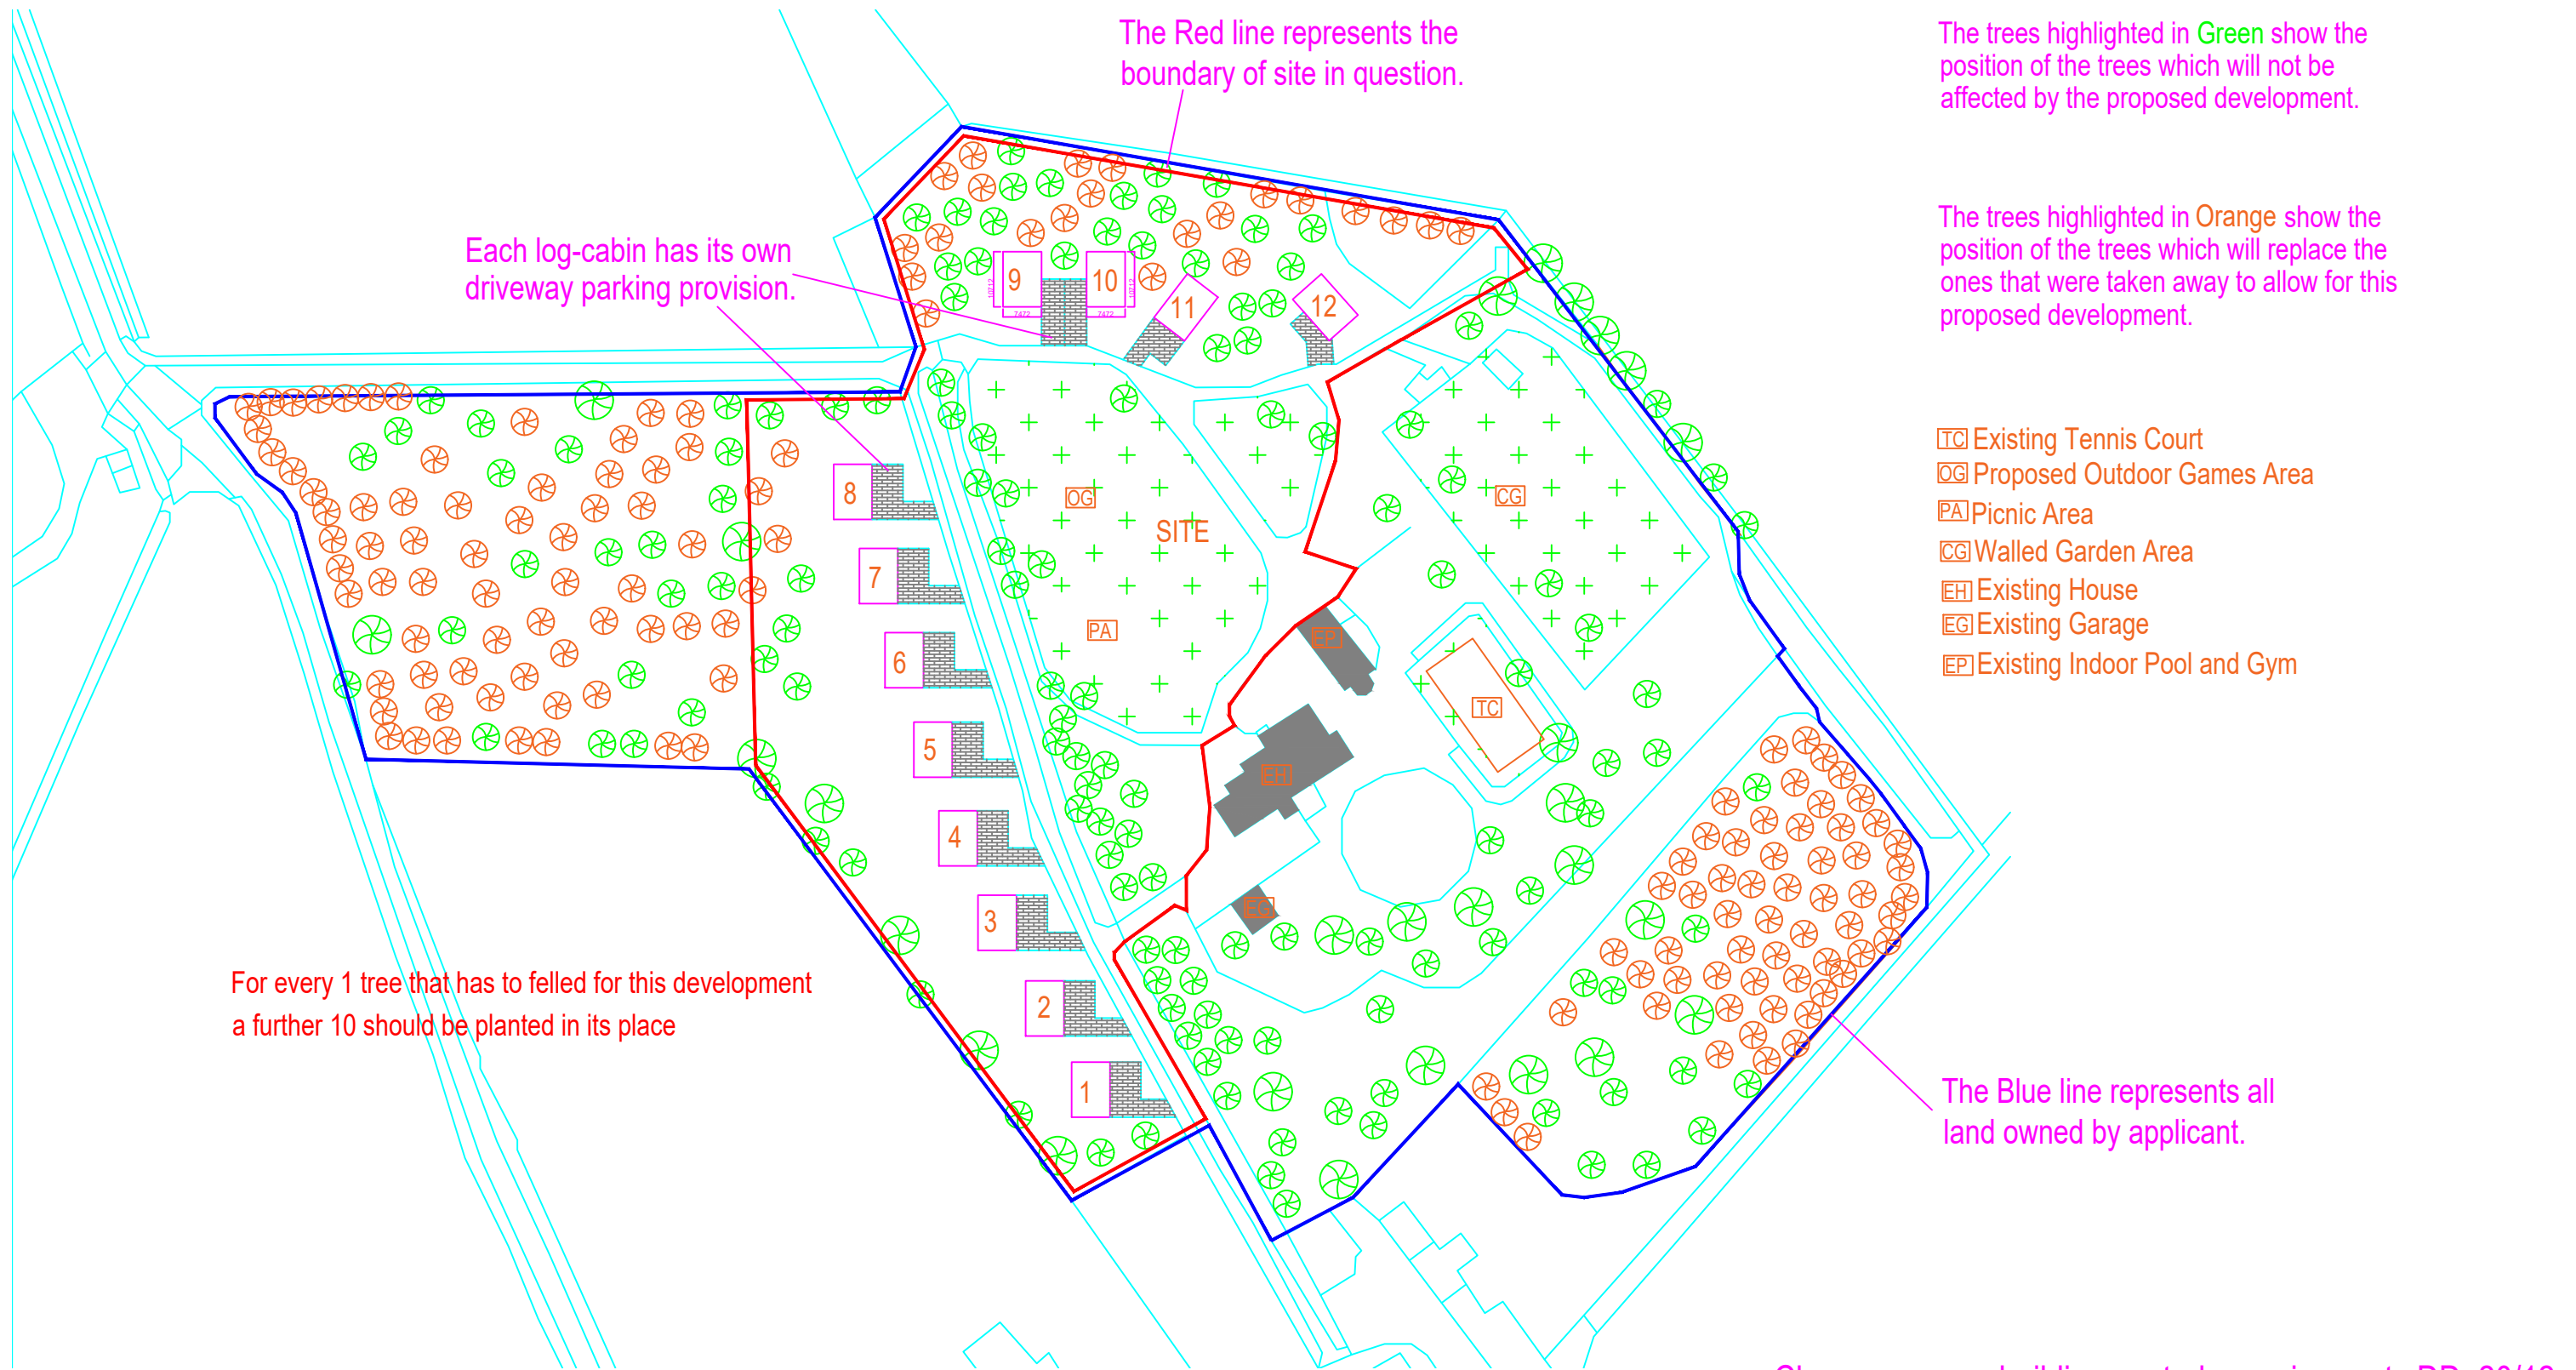 The Red line represents the
boundary of site in question.
The trees highlighted in Green show the
position of the trees which will not be
affected by the proposed development.
The trees highlighted in Orange show the
position of the trees which will replace the
ones that were taken away to allow for this
proposed development.
Each log-cabin has its own
driveway parking provision.
9
10
11
12
10712
10712
7472
7472
TC Existing Tennis Court
OG Proposed Outdoor Games Area
PA Picnic Area
CG Walled Garden Area
EH Existing House
EG Existing Garage
EP Existing Indoor Pool and Gym
8
OG
CG
SITE
7
PA
EP
6
TC
5
EH
4
3
EG
2
1
For every 1 tree that has to felled for this development
a further 10 should be planted in its place
The Blue line represents all
land owned by applicant.